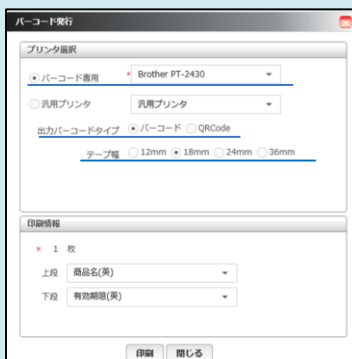 バーコード発行
プリンタ選択
バーコード専用 * Brother PT-2430
汎用プリンタ 汎用プリンタ
出力バーコードタイプ バーコード QRCode
テープ幅 12mm 18mm 24mm 36mm
印刷情報
* 1 枚
上段 商品名(英)
下段 有効期限(英)
印刷 閉じる